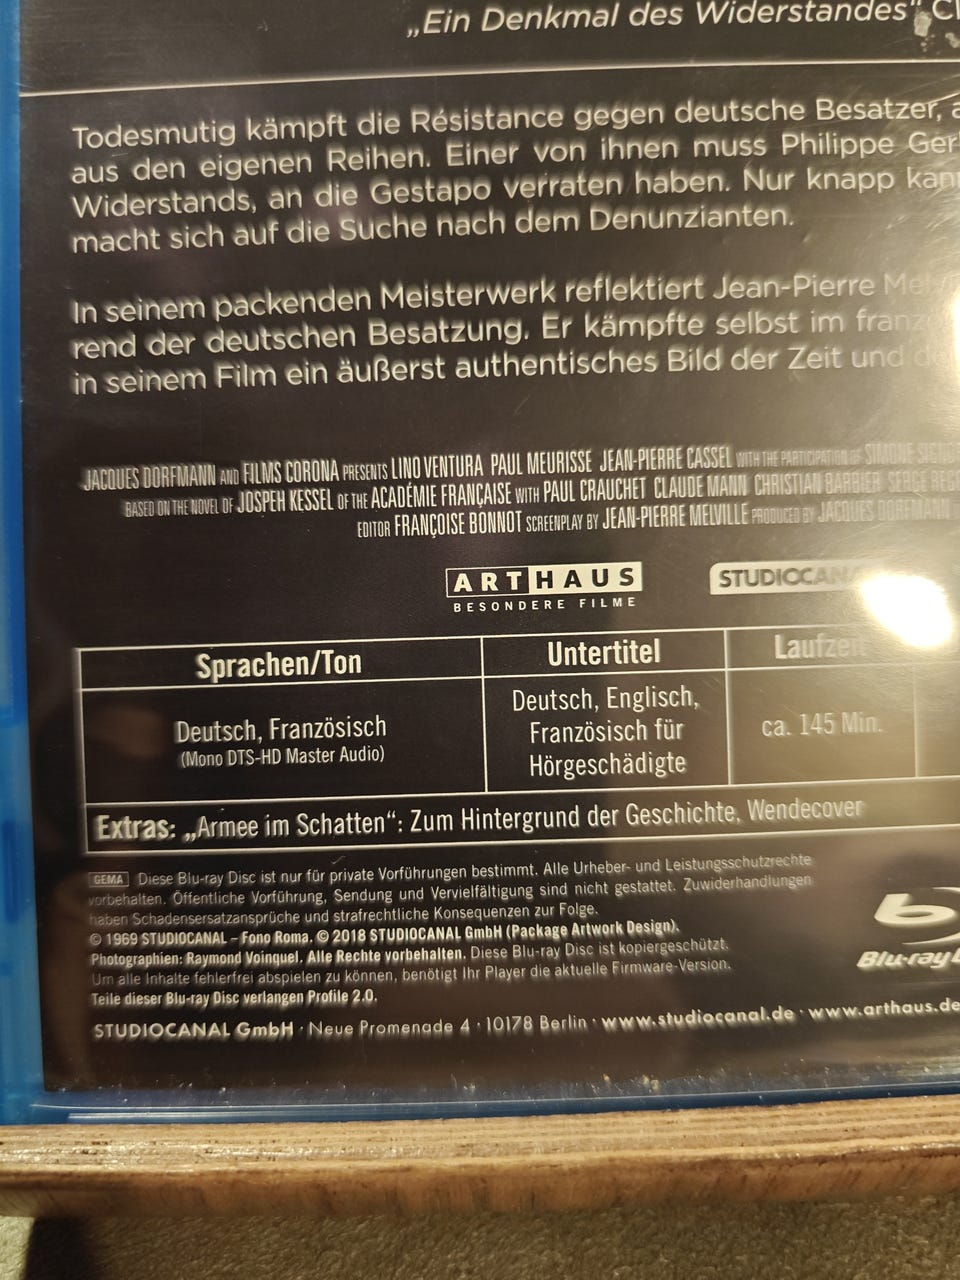 „Ein Denkmal des Widerstandes“
Todesmutig kämpft die Résistance gegen deutsche Besatzer,
aus den eigenen Reihen. Einer von ihnen muss Philippe
Widerstands, an die Gestapo verraten haben. Nur knapp
macht sich auf die Suche nach dem Denunzianten.
In seinem packenden Meisterwerk reflektiert Jean-Pierre
rend der deutschen Besatzung. Er kämpfte selbst im
in seinem Film ein äußerst authentisches Bild der Zeit und
JACQUES DORFMANN AND FILMS CORONA PRESENTS LINO VENTURA PAUL MEURISSE JEAN-PIERRE CASSEL WITH THE PARTICIPATION OF SIMONE
BASED ON THE NOVEL OF JOSPEH KESSEL OF THE ACADÉMIE FRANÇAISE WITH PAUL CRAUCHET CLAUDE MANN CHRISTIAN BARBIER SERGE
EDITOR FRANÇOISE BONNOT SCREENPLAY BY JEAN-PIERRE MELVILLE PRODUCED BY JACQUES DORFMANN
ARTHAUS STUDIOCANAL
BESONDERE FILME
Sprachen/Ton Untertitel Laufzeit
Deutsch, Französisch
(Mono DTS-HD Master Audio)
Deutsch, Englisch,
Französisch für
Hörgeschädigte
ca. 145 Min.
Extras: „Armee im Schatten“: Zum Hintergrund der Geschichte, Wendecover
GEMA Diese Blu-ray Disc ist nur für private Vorführungen bestimmt. Alle Urheber- und Leistungsschutzrechte
vorbehalten. Öffentliche Vorführung, Sendung und Vervielfältigung sind nicht gestattet. Zuwiderhandlungen
haben Schadensersatzansprüche und strafrechtliche Konsequenzen zur Folge.
© 1969 STUDIOCANAL – Fono Roma. © 2018 STUDIOCANAL GmbH (Package Artwork Design).
Photographien: Raymond Voinquel. Alle Rechte vorbehalten. Diese Blu-ray Disc ist kopiergeschützt.
Um alle Inhalte fehlerfrei abspielen zu können, benötigt Ihr Player die aktuelle Firmware-Version.
Teile dieser Blu-ray Disc verlangen Profile 2.0.
Blu-ray
STUDIOCANAL GmbH · Neue Promenade 4 · 10178 Berlin · www.studiocanal.de · www.arthaus.de